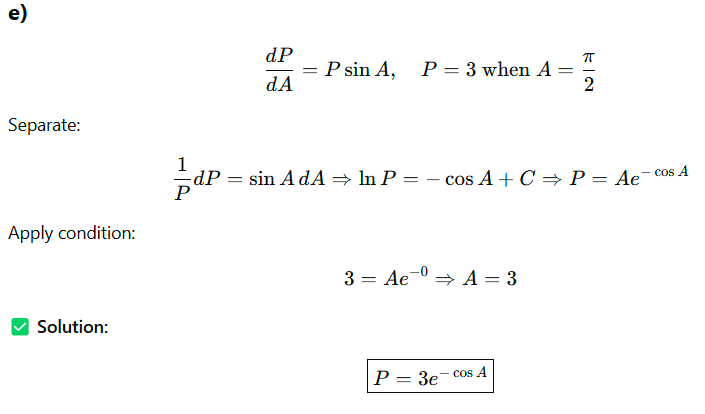 e)
dP/dA = P sin A, P = 3 when A = π/2
Separate:
1/P dP = sin A dA ⇒ ln P = − cos A + C ⇒ P = Ae^{− cos A}
Apply condition:
3 = Ae^{−0} ⇒ A = 3
✅ Solution:
P = 3e^{− cos A}